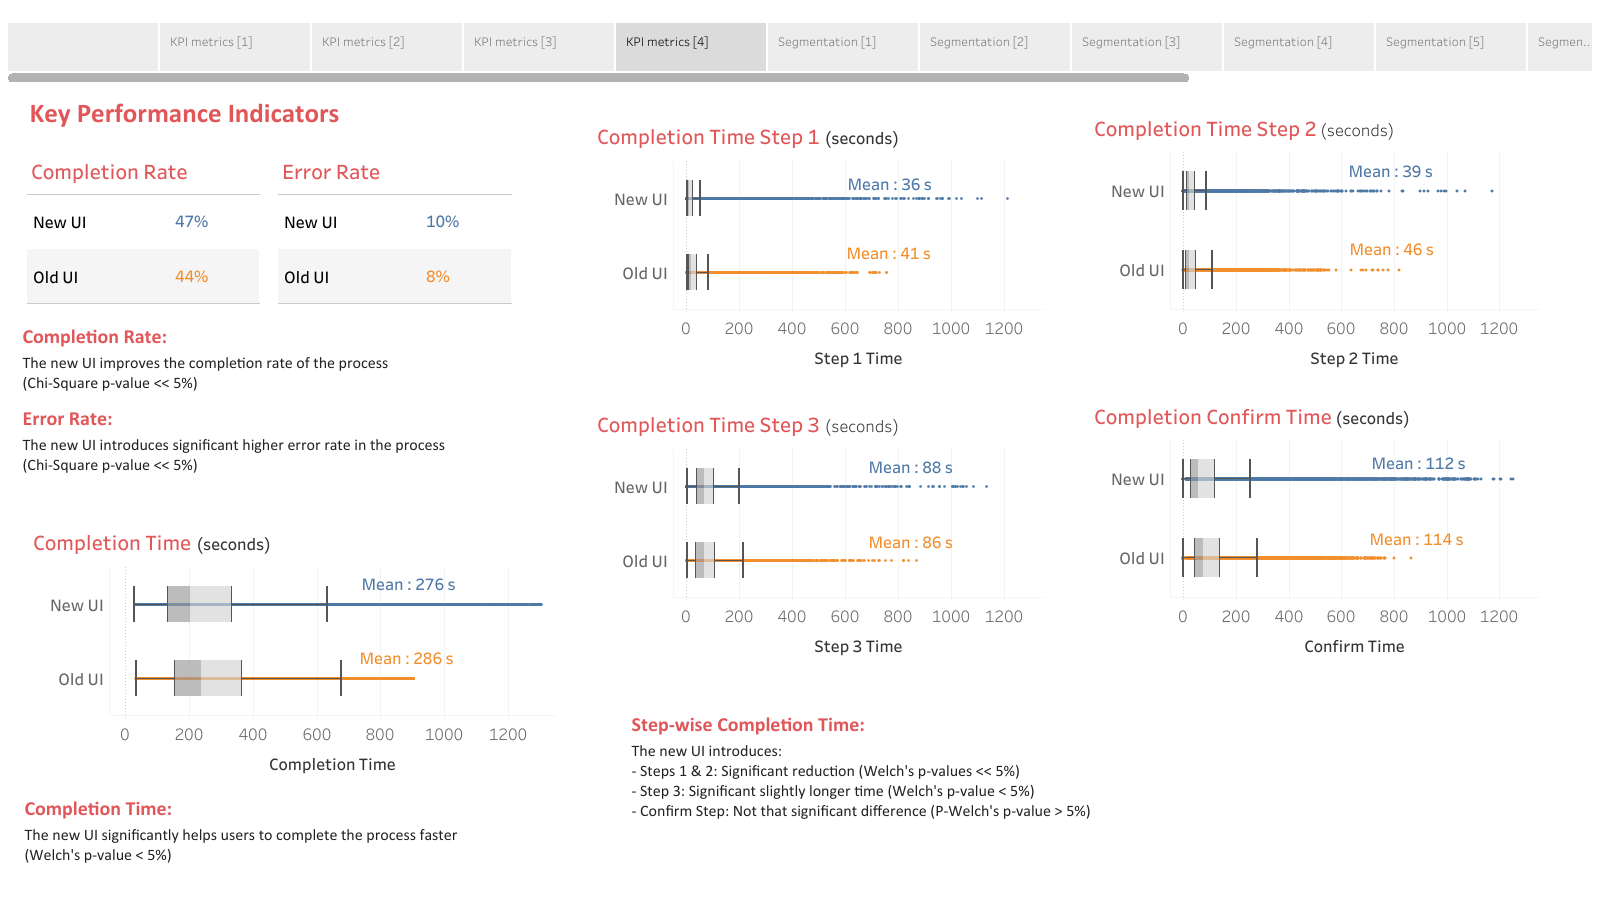 KPI metrics [1]
KPI metrics [2]
KPI metrics [3]
KPI metrics [4]
Segmentation [1]
Segmentation [2]
Segmentation [3]
Segmentation [4]
Segmentation [5]
Segmen..
Key Performance Indicators
Completion Rate
New UI 47%
Old UI 44%
Error Rate
New UI 10%
Old UI 8%
Completion Rate:
The new UI improves the completion rate of the process
(Chi-Square p-value << 5%)
Error Rate:
The new UI introduces significant higher error rate in the process
(Chi-Square p-value << 5%)
Completion Time (seconds)
Mean : 276 s
New UI
Mean : 286 s
Old UI
0 200 400 600 800 1000 1200
Completion Time
Completion Time:
The new UI significantly helps users to complete the process faster
(Welch's p-value < 5%)
Completion Time Step 1 (seconds)
Mean : 36 s
New UI
Mean : 41 s
Old UI
0 200 400 600 800 1000 1200
Step 1 Time
Completion Time Step 2 (seconds)
Mean : 39 s
New UI
Mean : 46 s
Old UI
0 200 400 600 800 1000 1200
Step 2 Time
Completion Time Step 3 (seconds)
Mean : 88 s
New UI
Mean : 86 s
Old UI
0 200 400 600 800 1000 1200
Step 3 Time
Completion Confirm Time (seconds)
Mean : 112 s
New UI
Mean : 114 s
Old UI
0 200 400 600 800 1000 1200
Confirm Time
Step-wise Completion Time:
The new UI introduces:
- Steps 1 & 2: Significant reduction (Welch's p-values << 5%)
- Step 3: Significant slightly longer time (Welch's p-value < 5%)
- Confirm Step: Not that significant difference (P-Welch's p-value > 5%)